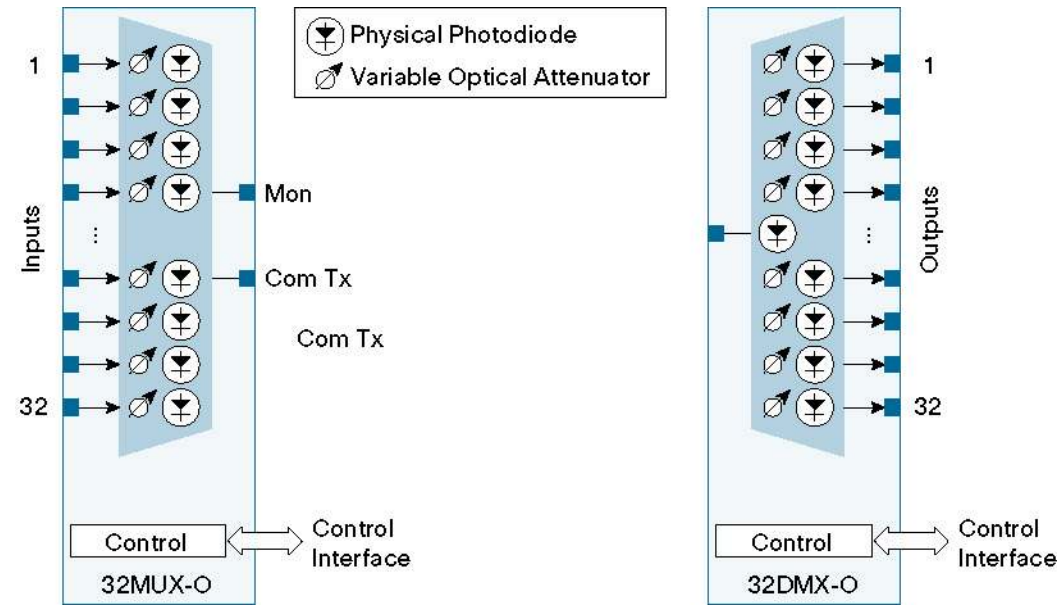 Physical Photodiode
Variable Optical Attenuator
1
Inputs
⋮
32
Mon
Com Tx
Com Tx
Control
Control
Interface
32MUX-O
1
Outputs
⋮
32
Control
Control
Interface
32DMX-O